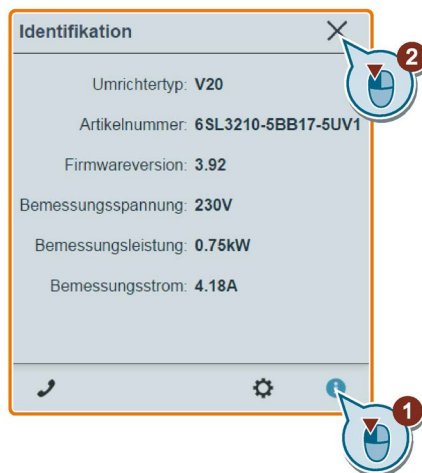 Identifikation
2
Umrichtertyp: V20
Artikelnummer: 6SL3210-5BB17-5UV1
Firmwareversion: 3.92
Bemessungsspannung: 230V
Bemessungsleistung: 0.75kW
Bemessungsstrom: 4.18A
1